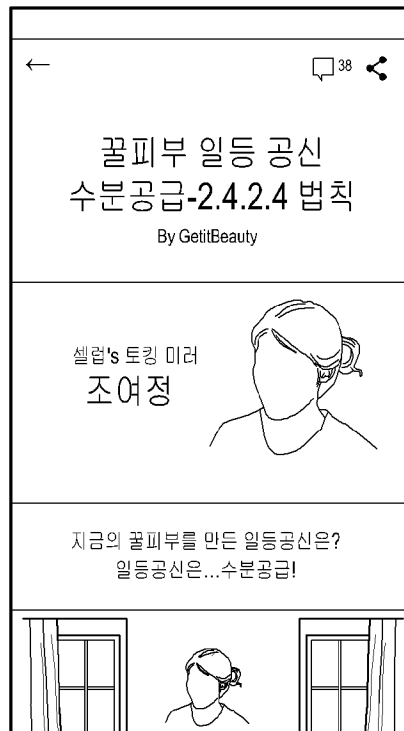 38
꿀피부 일등 공신
수분공급-2.4.2.4 법칙
By GetitBeauty
셀럽's 토킹 미러
조여정
지금의 꿀피부를 만든 일등공신은?
일등공신은...수분공급!